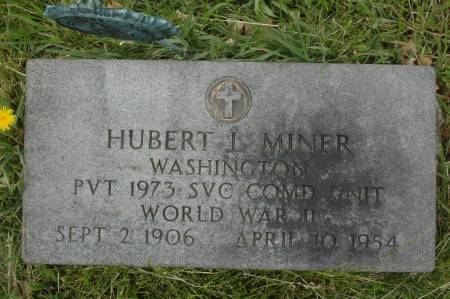 HUBERT L MINER
WASHINGTON
PVT 1973 SVC COMD UNIT
WORLD WAR II
SEPT 2 1906 APRIL 10 1954